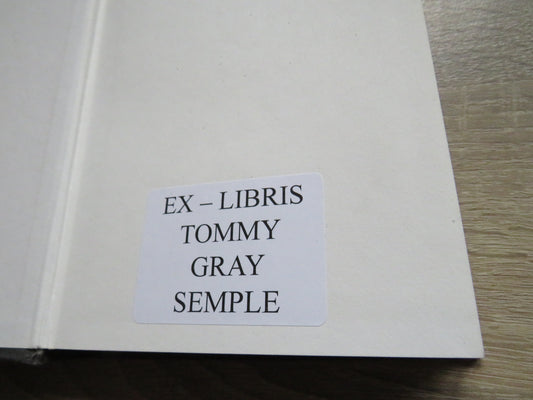 EX – LIBRIS
TOMMY
GRAY
SEMPLE